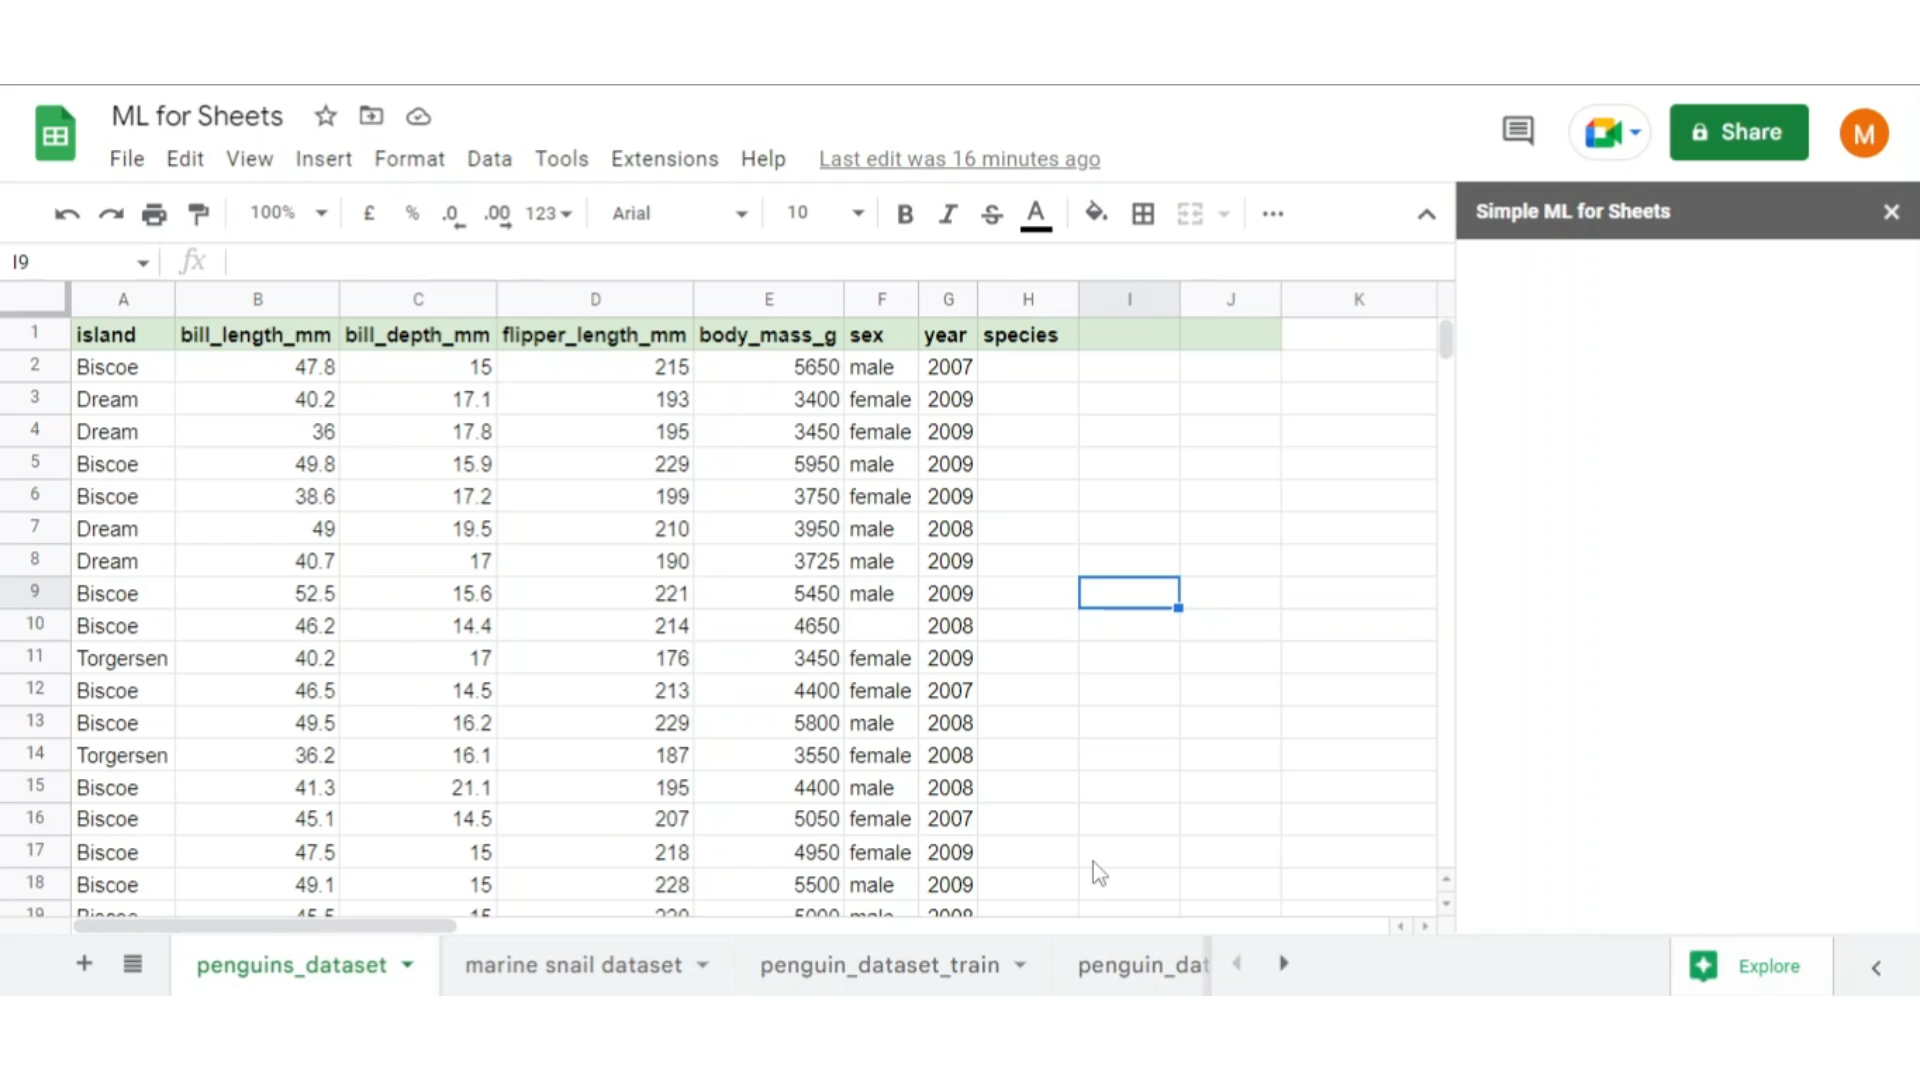 ML for Sheets
File Edit View Insert Format Data Tools Extensions Help Last edit was 16 minutes ago
Share
M
100% £ % .0 .00 123 Arial 10 B I S A
Simple ML for Sheets
I9 fx
A B C D E F G H I J K
1 island bill_length_mm bill_depth_mm flipper_length_mm body_mass_g sex year species
2 Biscoe 47.8 15 215 5650 male 2007
3 Dream 40.2 17.1 193 3400 female 2009
4 Dream 36 17.8 195 3450 female 2009
5 Biscoe 49.8 15.9 229 5950 male 2009
6 Biscoe 38.6 17.2 199 3750 female 2009
7 Dream 49 19.5 210 3950 male 2008
8 Dream 40.7 17 190 3725 male 2009
9 Biscoe 52.5 15.6 221 5450 male 2009
10 Biscoe 46.2 14.4 214 4650 2008
11 Torgersen 40.2 17 176 3450 female 2009
12 Biscoe 46.5 14.5 213 4400 female 2007
13 Biscoe 49.5 16.2 229 5800 male 2008
14 Torgersen 36.2 16.1 187 3550 female 2008
15 Biscoe 41.3 21.1 195 4400 male 2008
16 Biscoe 45.1 14.5 207 5050 female 2007
17 Biscoe 47.5 15 218 4950 female 2009
18 Biscoe 49.1 15 228 5500 male 2009
19 Biscoe 45.5 15 220 5000 male
penguins_dataset marine snail dataset penguin_dataset_train penguin_dat
Explore